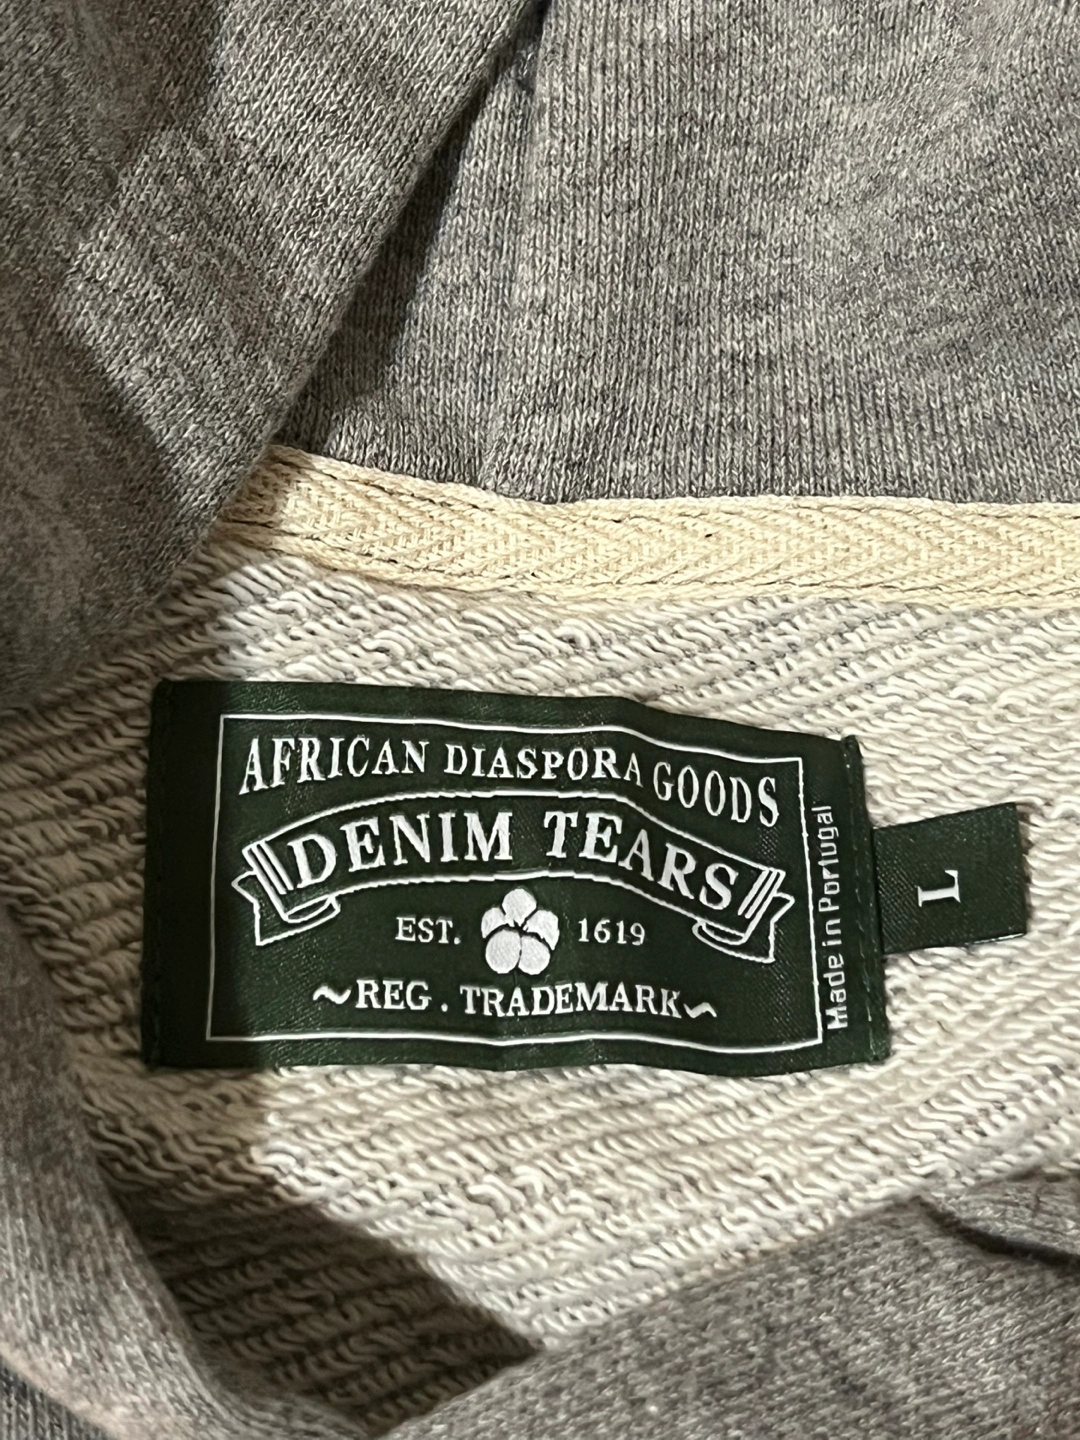 AFRICAN DIASPORA GOODS
DENIM TEARS
EST. 1619
~REG. TRADEMARK~
Made in Portugal
L